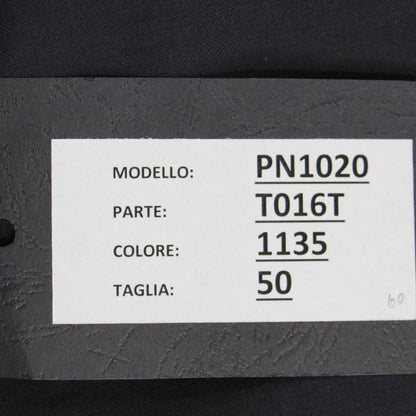 MODELLO: PN1020
PARTE: T016T
COLORE: 1135
TAGLIA: 50
60